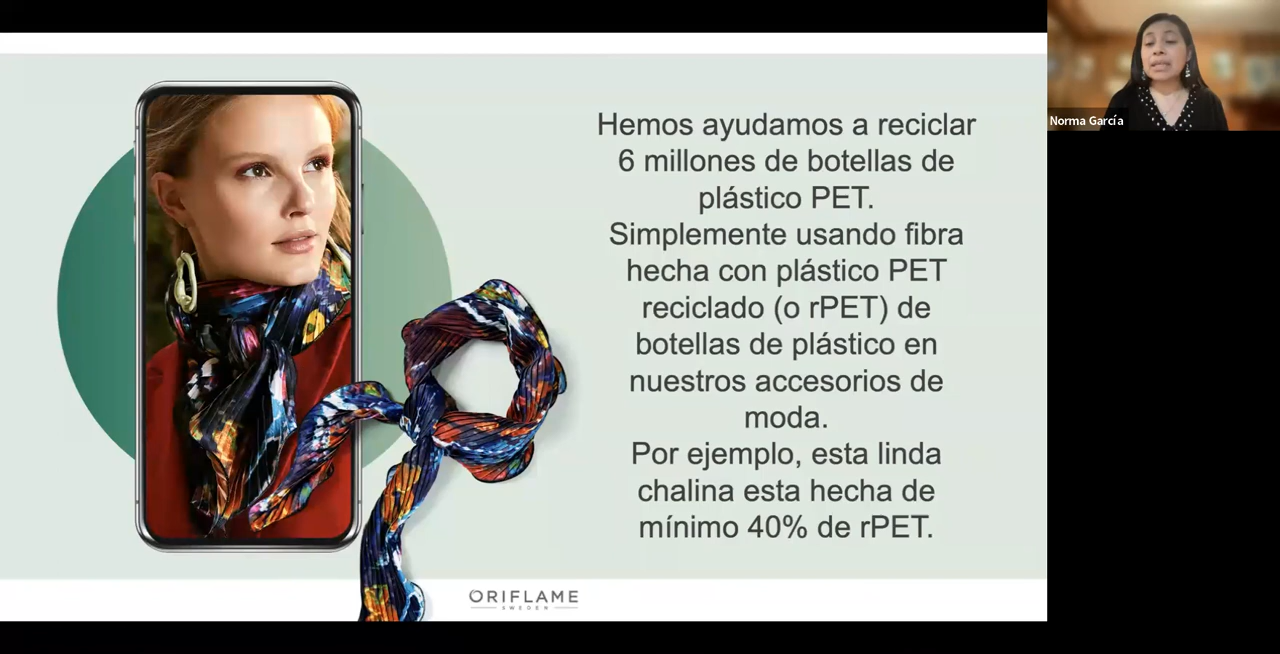 Hemos ayudamos a reciclar
6 millones de botellas de
plástico PET.
Simplemente usando fibra
hecha con plástico PET
reciclado (o rPET) de
botellas de plástico en
nuestros accesorios de
moda.
Por ejemplo, esta linda
chalina esta hecha de
mínimo 40% de rPET.
ORIFLAME
SWEDEN
Norma García